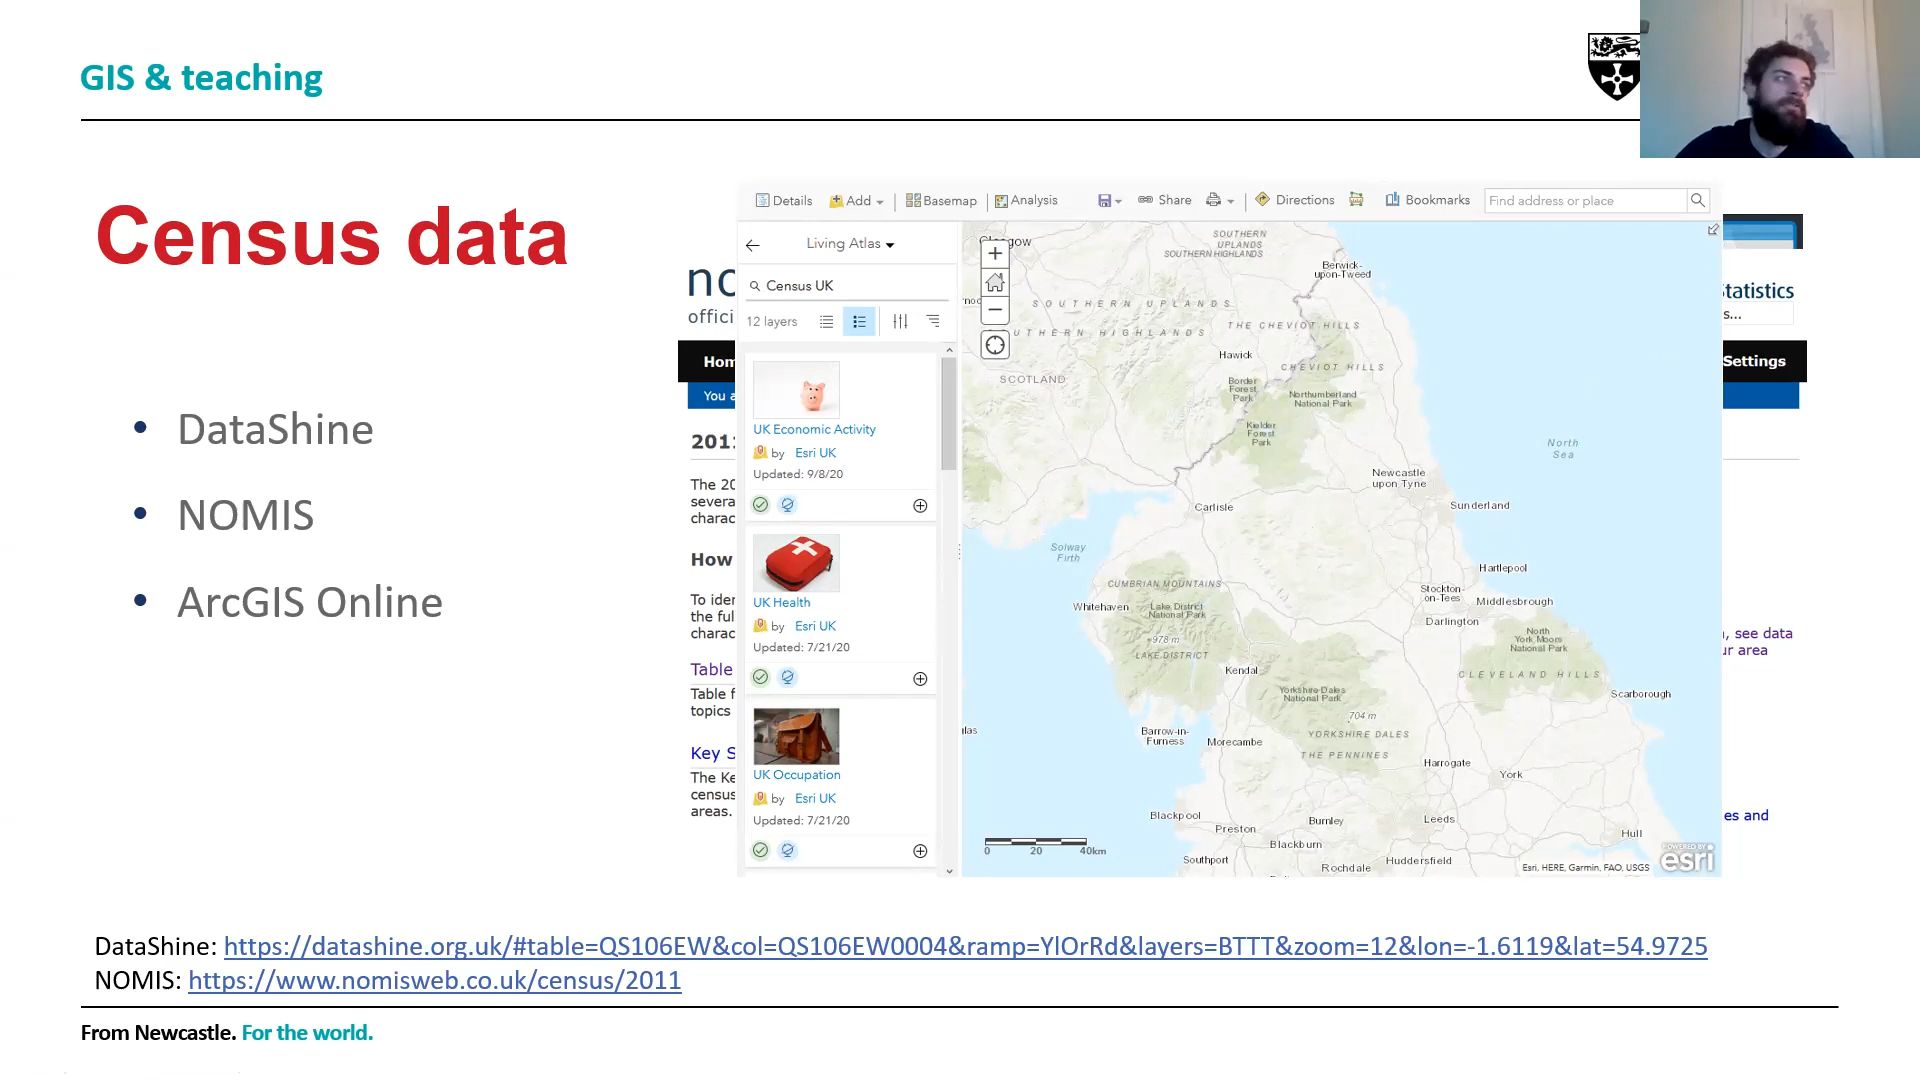 GIS & teaching
Census data
• DataShine
• NOMIS
• ArcGIS Online
Details Add Basemap Analysis Share Directions Bookmarks Find address or place
Living Atlas
Census UK
12 layers
UK Economic Activity
by Esri UK
Updated: 9/8/20
UK Health
by Esri UK
Updated: 7/21/20
UK Occupation
by Esri UK
Updated: 7/21/20
offici
Hom
You a
The 20
severa
charac
How
To iden
the ful
charac
Table
Table f
topics
Key S
The Ke
census
areas.
SOUTHERN
UPLANDS
SOUTHERN HIGHLANDS
Berwick-
upon-Tweed
SOUTHERN UPLANDS
THE CHEVIOT HILLS
Hawick
CHEVIOT HILLS
SCOTLAND
Border
Forest
Park
Northumberland
National Park
Kielder
Forest
Park
North
Sea
Newcastle
upon Tyne
Carlisle
Sunderland
Solway
Firth
Hartlepool
CUMBRIAN MOUNTAINS
Stockton-
on-Tees
Middlesbrough
Whitehaven
Lake District
National Park
Darlington
978 m
LAKE DISTRICT
North
York Moors
National Park
Kendal
CLEVELAND HILLS
Yorkshire Dales
National Park
Scarborough
704 m
Barrow-in-
Furness
Morecambe
YORKSHIRE DALES
THE PENNINES
Harrogate
York
Blackpool
Preston
Burnley
Leeds
Hull
Blackburn
Southport
Rochdale
Huddersfield
0 20 40km
Esri, HERE, Garmin, FAO, USGS
POWERED BY
esri
Statistics
s...
Settings
, see data
ur area
es and
DataShine: https://datashine.org.uk/#table=QS106EW&col=QS106EW0004&ramp=YlOrRd&layers=BTTT&zoom=12&lon=-1.6119&lat=54.9725
NOMIS: https://www.nomisweb.co.uk/census/2011
From Newcastle. For the world.